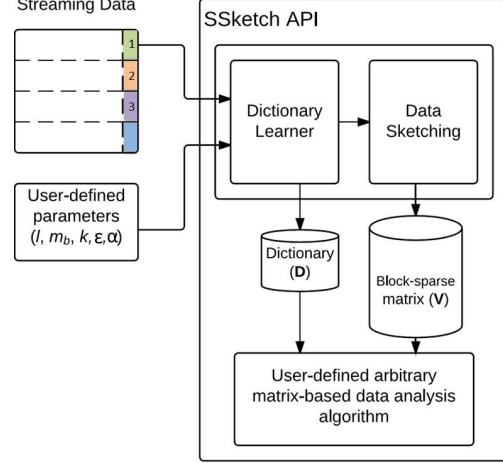 Streaming Data
SSketch API
1
2
3
Dictionary
Learner
Data
Sketching
User-defined
parameters
(l, m_b, k, ε, α)
Dictionary
(D)
Block-sparse
matrix (V)
User-defined arbitrary
matrix-based data analysis
algorithm